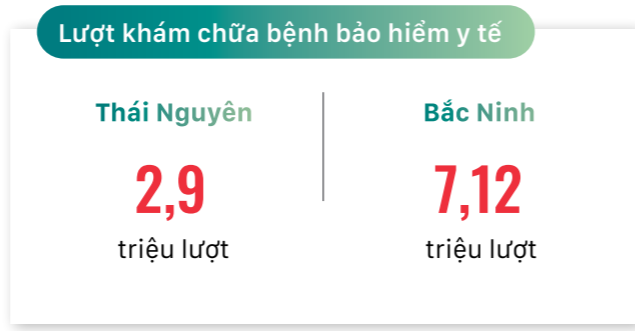 Lượt khám chữa bệnh bảo hiểm y tế
Thái Nguyên
2,9
triệu lượt
Bắc Ninh
7,12
triệu lượt